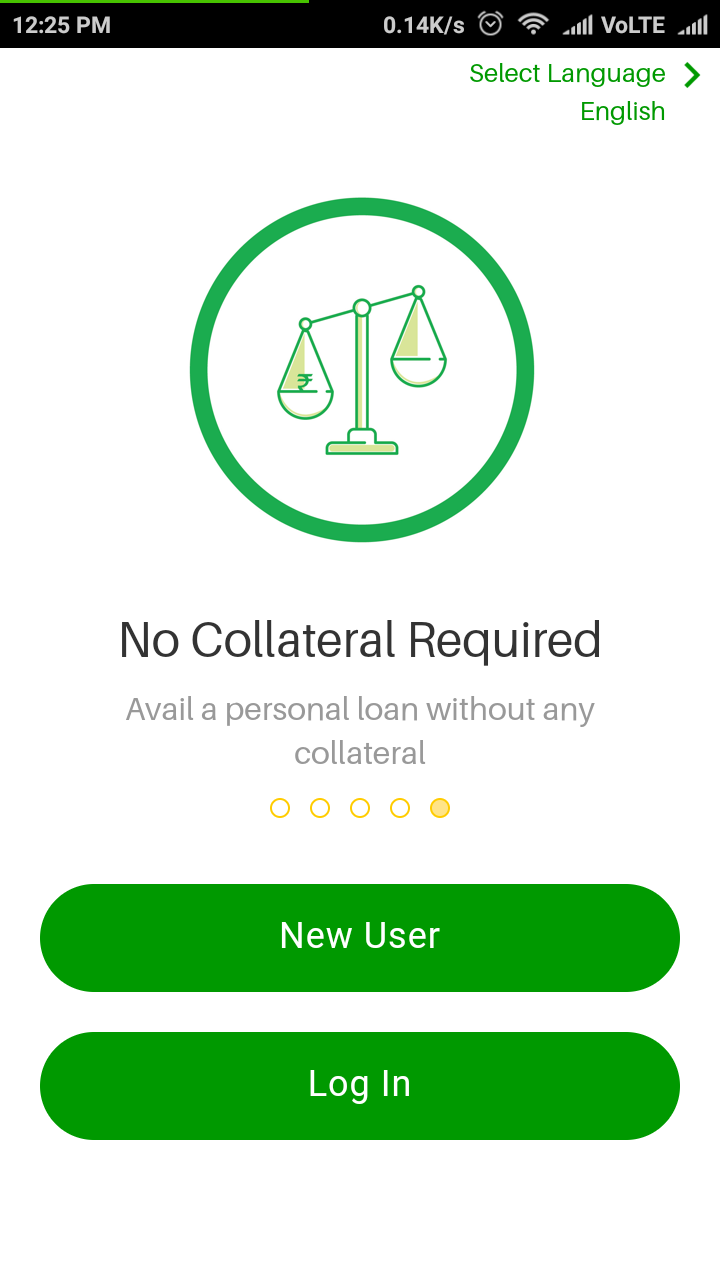 12:25 PM 0.14K/s VoLTE
Select Language
English
₹
No Collateral Required
Avail a personal loan without any
collateral
New User
Log In